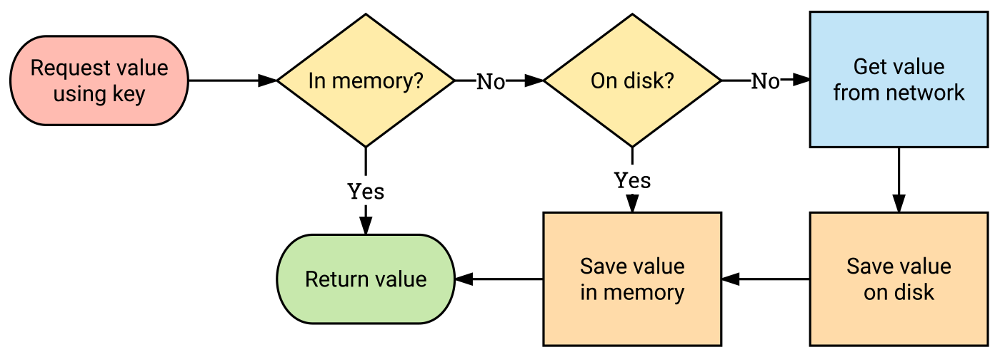 Request value
using key
In memory?
No
On disk?
No
Get value
from network
Yes
Yes
Return value
Save value
in memory
Save value
on disk